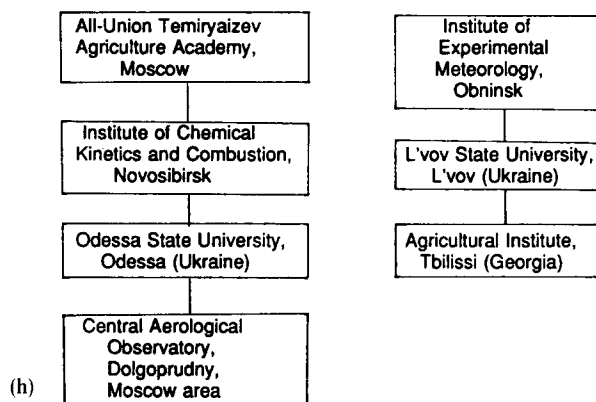 All-Union Temiryaizev
Agriculture Academy,
Moscow
Institute of Chemical
Kinetics and Combustion,
Novosibirsk
Odessa State University,
Odessa (Ukraine)
Central Aerological
Observatory,
Dolgoprudny,
Moscow area
Institute of
Experimental
Meteorology,
Obninsk
L'vov State University,
L'vov (Ukraine)
Agricultural Institute,
Tbilissi (Georgia)
(h)